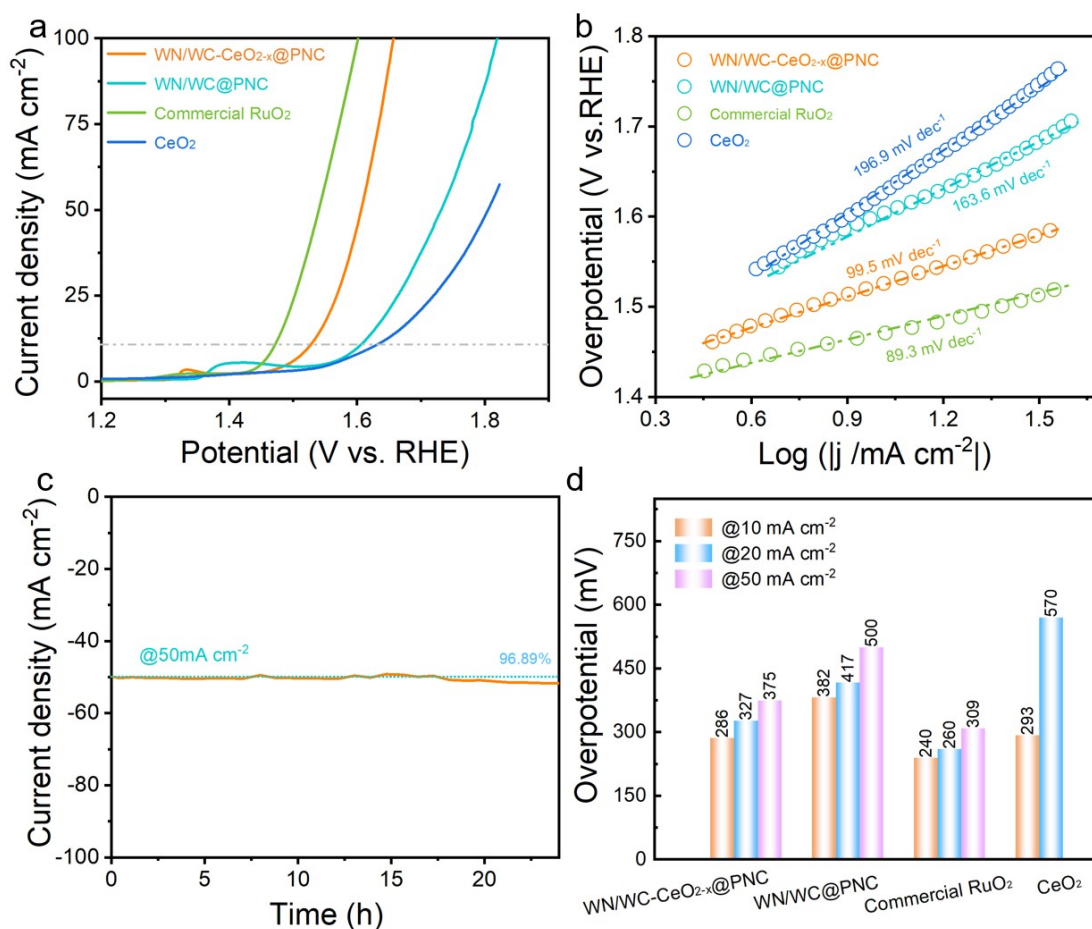 a
Current density (mA cm⁻²)
100
75
50
25
0
WN/WC-CeO₂₋ₓ@PNC
WN/WC@PNC
Commercial RuO₂
CeO₂
1.2
1.4
1.6
1.8
Potential (V vs. RHE)
b
Overpotential (V vs.RHE)
1.8
1.7
1.6
1.5
1.4
WN/WC-CeO₂₋ₓ@PNC
WN/WC@PNC
Commercial RuO₂
CeO₂
196.9 mV dec⁻¹
163.6 mV dec⁻¹
99.5 mV dec⁻¹
89.3 mV dec⁻¹
0.3
0.6
0.9
1.2
1.5
Log (|j /mA cm⁻²|)
c
Current density (mA cm⁻²)
0
-20
-40
-60
-80
-100
@50mA cm⁻²
96.89%
0
5
10
15
20
Time (h)
d
Overpotential (mV)
750
600
450
300
150
0
@10 mA cm⁻²
@20 mA cm⁻²
@50 mA cm⁻²
286
327
375
382
417
500
240
260
309
293
570
WN/WC-CeO₂₋ₓ@PNC
WN/WC@PNC
Commercial RuO₂
CeO₂